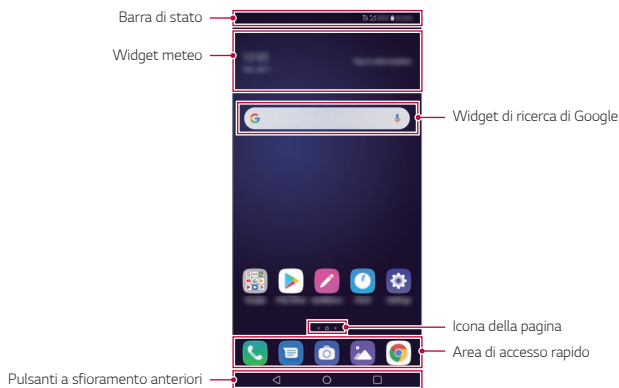 Barra di stato
Widget meteo
Widget di ricerca di Google
Icona della pagina
Area di accesso rapido
Pulsanti a sfioramento anteriori